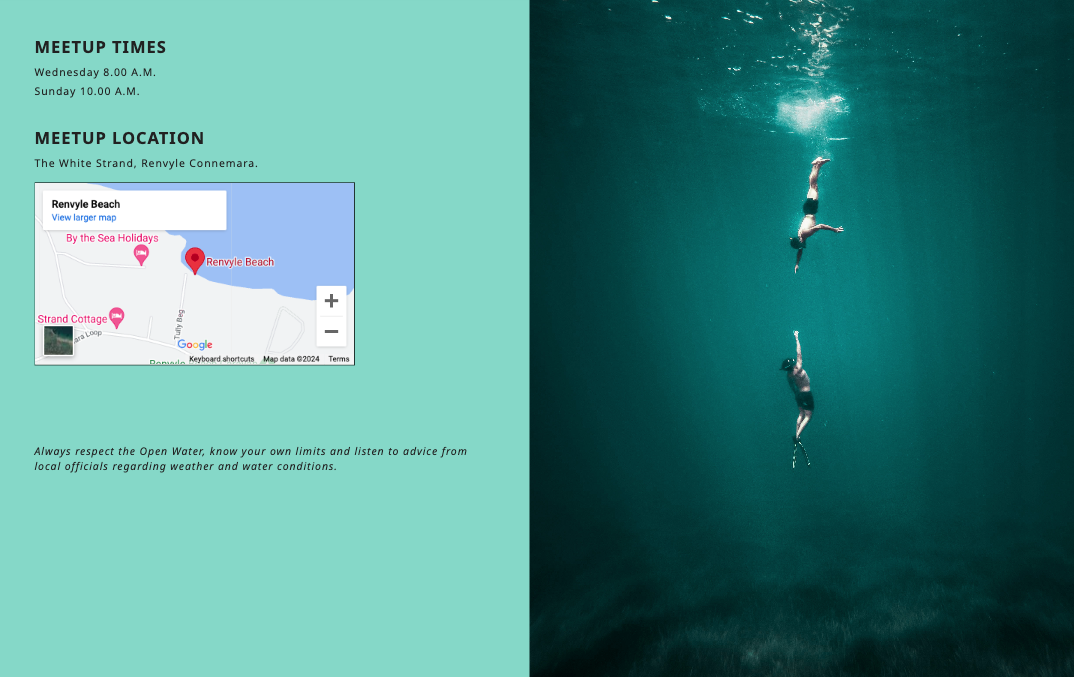 MEETUP TIMES
Wednesday 8.00 A.M.
Sunday 10.00 A.M.
MEETUP LOCATION
The White Strand, Renvyle Connemara.
Renvyle Beach
View larger map
By the Sea Holidays
Renvyle Beach
Strand Cottage
ara Loop
Tully Beg
Google
Renvyle
Keyboard shortcuts Map data ©2024 Terms
Always respect the Open Water, know your own limits and listen to advice from
local officials regarding weather and water conditions.